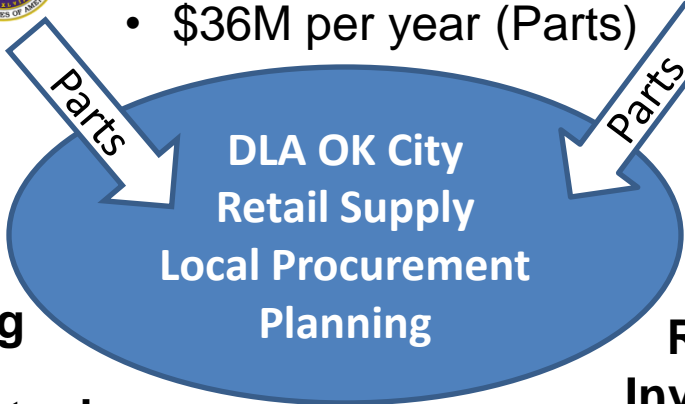 • $36M per year (Parts)
Parts
Parts
DLA OK City
Retail Supply
Local Procurement
Planning